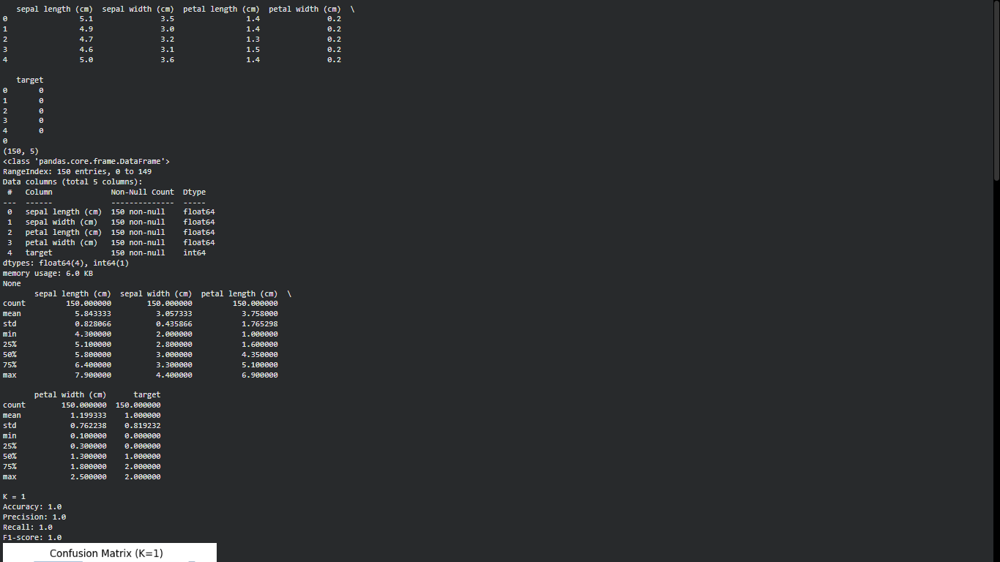 sepal length (cm)  sepal width (cm)  petal length (cm)  petal width (cm)  \
0                5.1               3.5                1.4               0.2
1                4.9               3.0                1.4               0.2
2                4.7               3.2                1.3               0.2
3                4.6               3.1                1.5               0.2
4                5.0               3.6                1.4               0.2

   target
0       0
1       0
2       0
3       0
4       0
0
(150, 5)
<class 'pandas.core.frame.DataFrame'>
RangeIndex: 150 entries, 0 to 149
Data columns (total 5 columns):
 #   Column             Non-Null Count  Dtype
---  ------             --------------  -----
 0   sepal length (cm)  150 non-null    float64
 1   sepal width (cm)   150 non-null    float64
 2   petal length (cm)  150 non-null    float64
 3   petal width (cm)   150 non-null    float64
 4   target             150 non-null    int64
dtypes: float64(4), int64(1)
memory usage: 6.0 KB
None
       sepal length (cm)  sepal width (cm)  petal length (cm)  \
count         150.000000        150.000000         150.000000
mean            5.843333          3.057333           3.758000
std             0.828066          0.435866           1.765298
min             4.300000          2.000000           1.000000
25%             5.100000          2.800000           1.600000
50%             5.800000          3.000000           4.350000
75%             6.400000          3.300000           5.100000
max             7.900000          4.400000           6.900000

       petal width (cm)      target
count        150.000000  150.000000
mean           1.199333    1.000000
std            0.762238    0.819232
min            0.100000    0.000000
25%            0.300000    0.000000
50%            1.300000    1.000000
75%            1.800000    2.000000
max            2.500000    2.000000

K = 1
Accuracy: 1.0
Precision: 1.0
Recall: 1.0
F1-score: 1.0
Confusion Matrix (K=1)